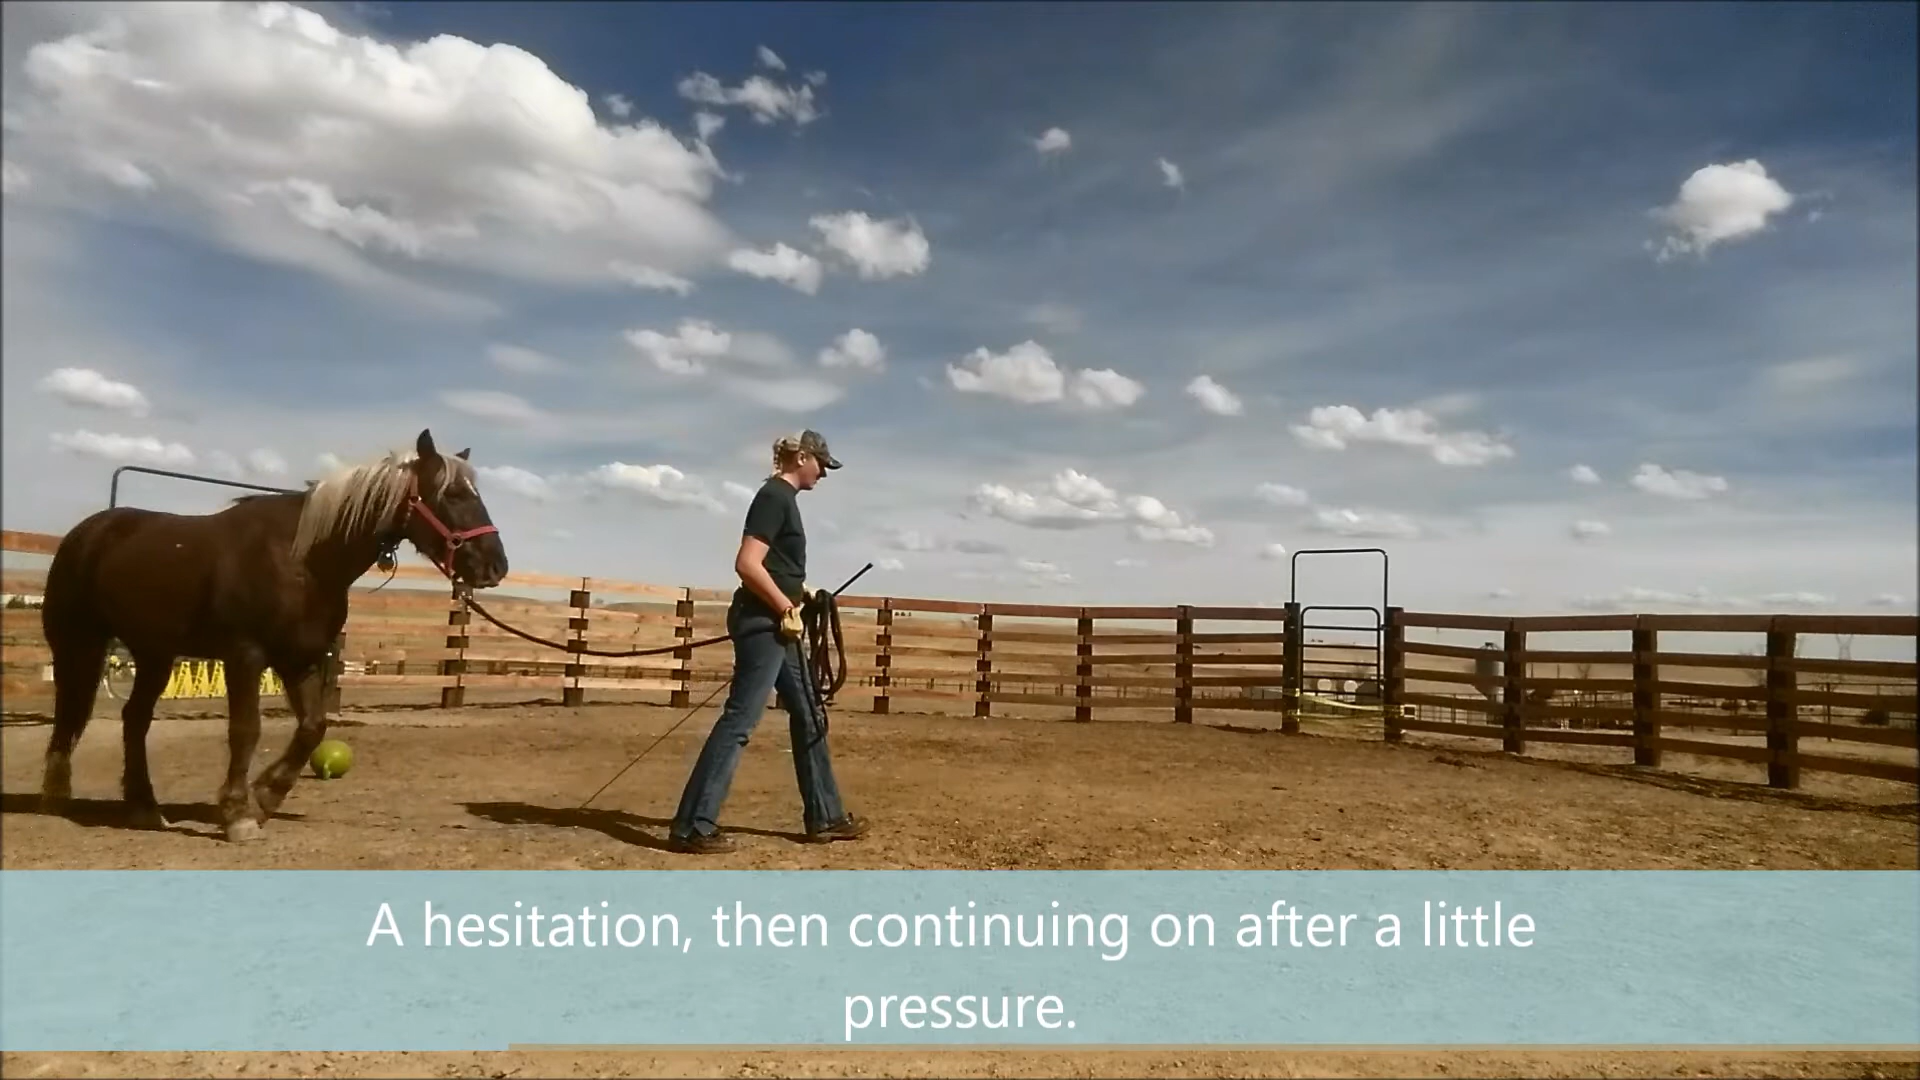 A hesitation, then continuing on after a little
pressure.